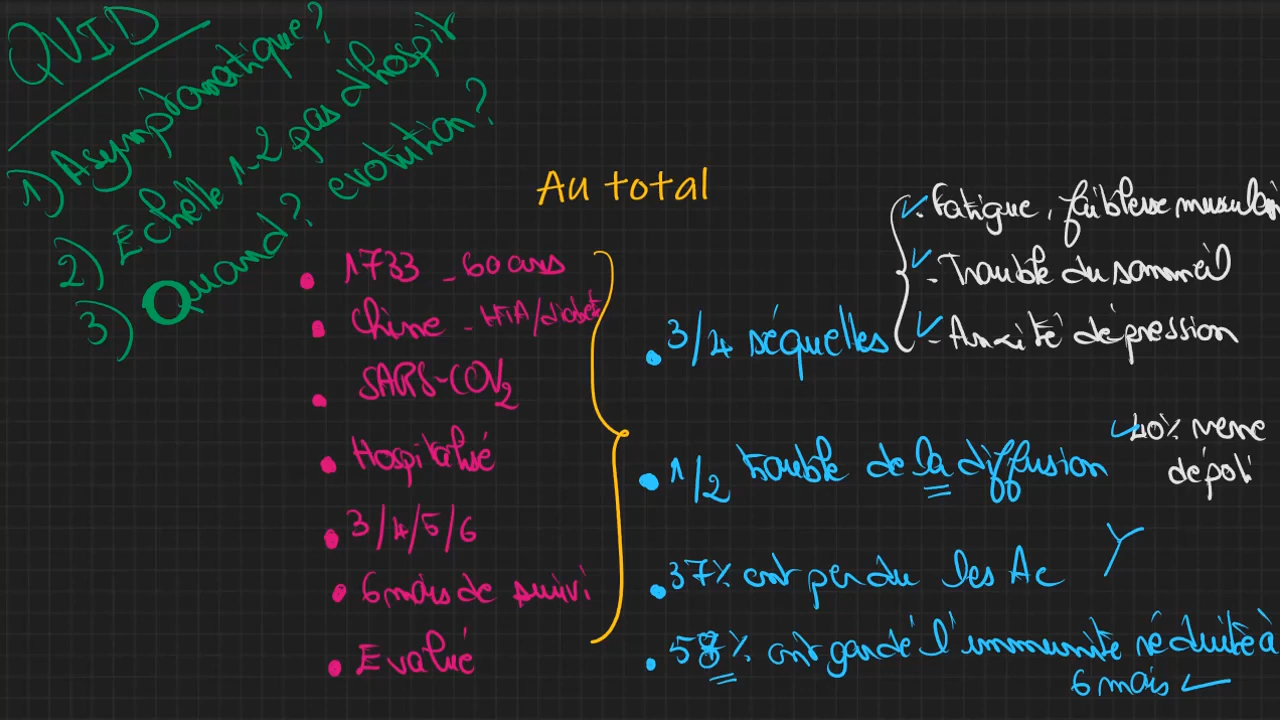 QVID
1) Asymptomatique ?
2) Echelle 1-2 pas d'hospit
3) Quand ? évolution ?
Au total
• 1733 - 60 ans
• Chine - HTA/diabète
• SARS-COV2
• Hospitalisé
• 3/4/5/6
• 6 mois de suivi
• Evalué
• 3/4 séquelles
- Fatigue, faiblesse musculai
- Trouble du sommeil
- Anxiété dépression
• 1/2 trouble de la diffusion
40% verre
dépoli
• 37% ont perdu les Ac
• 58% ont gardé l'immunité réduite à
6 mois